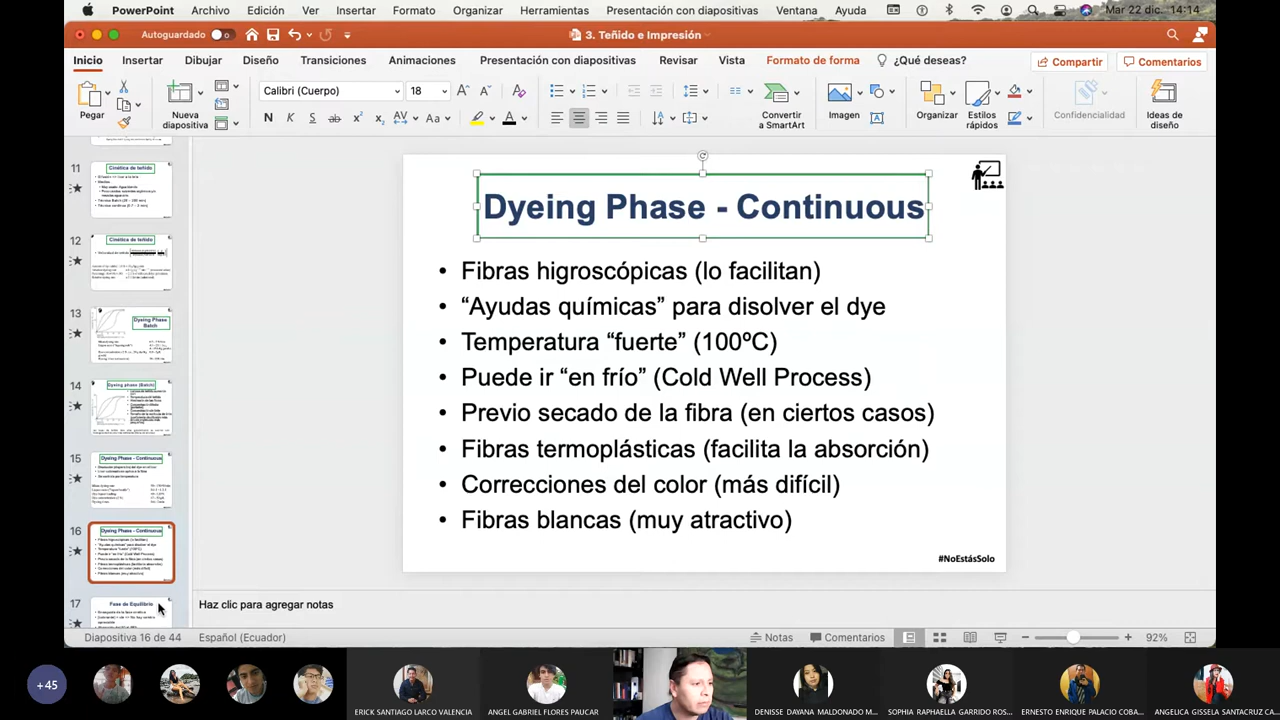 PowerPoint Archivo Edición Ver Insertar Formato Organizar Herramientas Presentación con diapositivas Ventana Ayuda Mar 22 dic. 14:14
Autoguardado 3. Teñido e Impresión
Inicio Insertar Dibujar Diseño Transiciones Animaciones Presentación con diapositivas Revisar Vista Formato de forma ¿Qué deseas? Compartir Comentarios
Calibri (Cuerpo) 18
Pegar Nueva diapositiva Convertir a SmartArt Imagen Organizar Estilos rápidos Confidencialidad Ideas de diseño
11 Cinética de teñido
12 Cinética de teñido
13 Dyeing Phase Batch
14 Dyeing phase (Batch)
15 Dyeing Phase - Continuous
16 Dyeing Phase - Continuous
17 Fase de Equilibrio
Dyeing Phase - Continuous
• Fibras higroscópicas (lo facilitan)
• “Ayudas químicas” para disolver el dye
• Temperatura “fuerte” (100ºC)
• Puede ir “en frío” (Cold Well Process)
• Previo secado de la fibra (en ciertos casos)
• Fibras termoplásticas (facilita la absorción)
• Correcciones del color (más difícil)
• Fibras blancas (muy atractivo)
#NoEstásSolo
Haz clic para agregar notas
Diapositiva 16 de 44 Español (Ecuador) Notas Comentarios 92%
+45
ERICK SANTIAGO LARCO VALENCIA
ANGEL GABRIEL FLORES PAUCAR
DENISSE DAYANA MALDONADO M...
SOPHIA RAPHAELLA GARRIDO ROS...
ERNESTO ENRIQUE PALACIO COBA...
ANGELICA GISSELA SANTACRUZ CA...